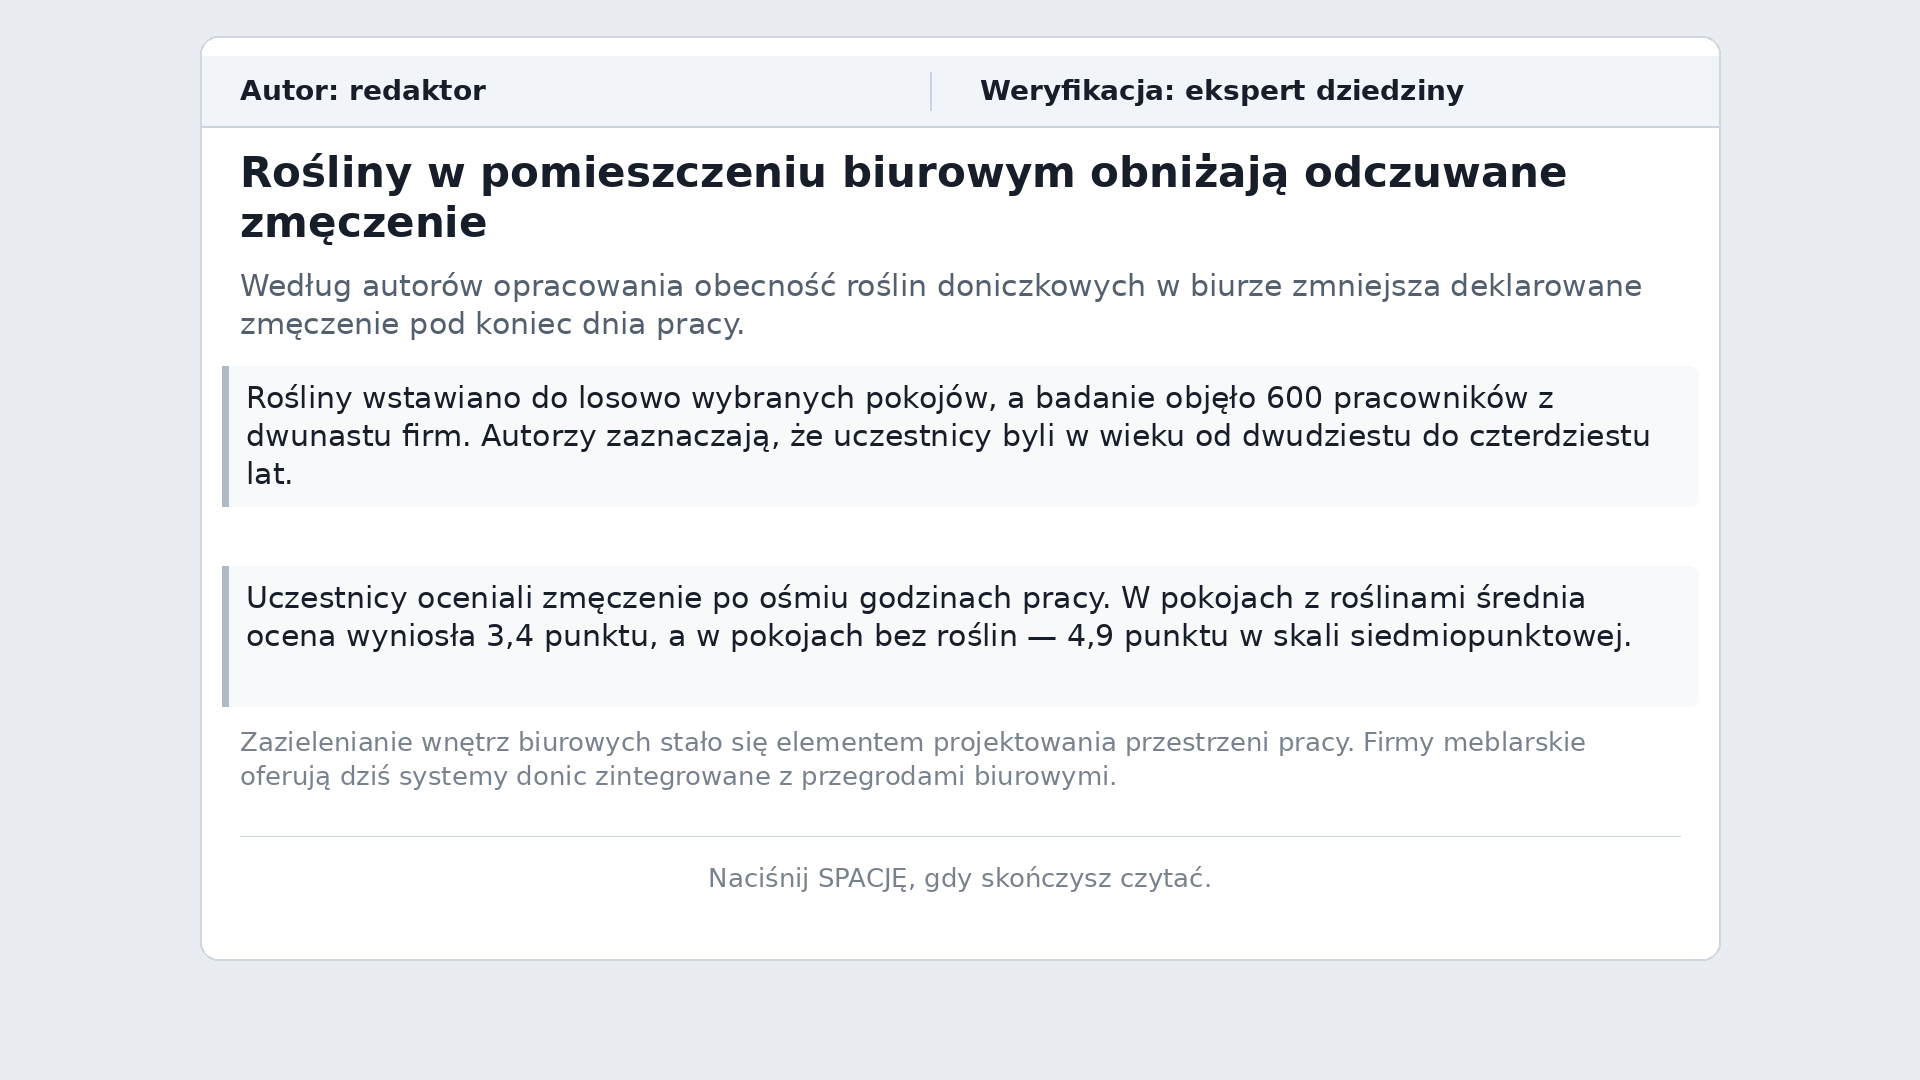 Autor: redaktor
Weryfikacja: ekspert dziedziny
Rośliny w pomieszczeniu biurowym obniżają odczuwane
zmęczenie
Według autorów opracowania obecność roślin doniczkowych w biurze zmniejsza deklarowane
zmęczenie pod koniec dnia pracy.
Rośliny wstawiano do losowo wybranych pokojów, a badanie objęło 600 pracowników z
dwunastu firm. Autorzy zaznaczają, że uczestnicy byli w wieku od dwudziestu do czterdziestu
lat.
Uczestnicy oceniali zmęczenie po ośmiu godzinach pracy. W pokojach z roślinami średnia
ocena wyniosła 3,4 punktu, a w pokojach bez roślin — 4,9 punktu w skali siedmiopunktowej.
Zazielenianie wnętrz biurowych stało się elementem projektowania przestrzeni pracy. Firmy meblarskie
oferują dziś systemy donic zintegrowane z przegrodami biurowymi.
Naciśnij SPACJĘ, gdy skończysz czytać.